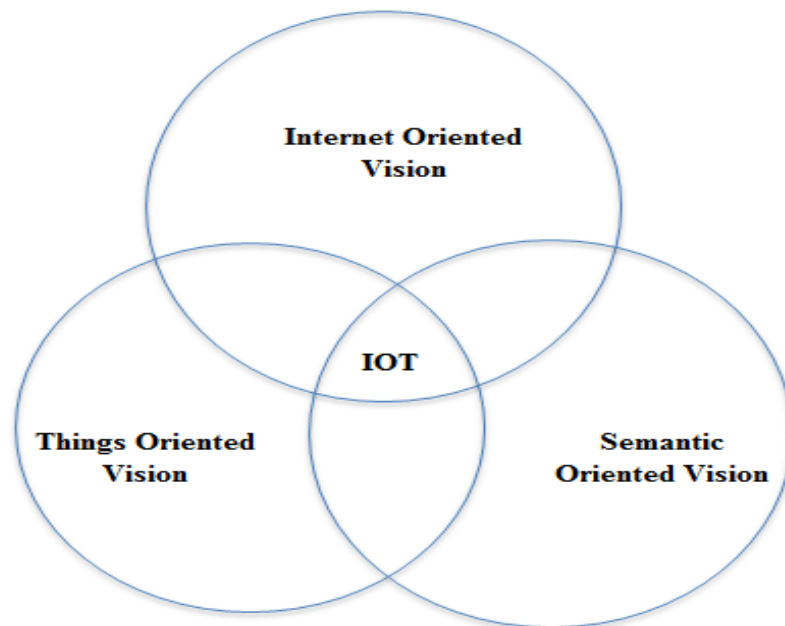 Internet Oriented
Vision
IOT
Things Oriented
Vision
Semantic
Oriented Vision